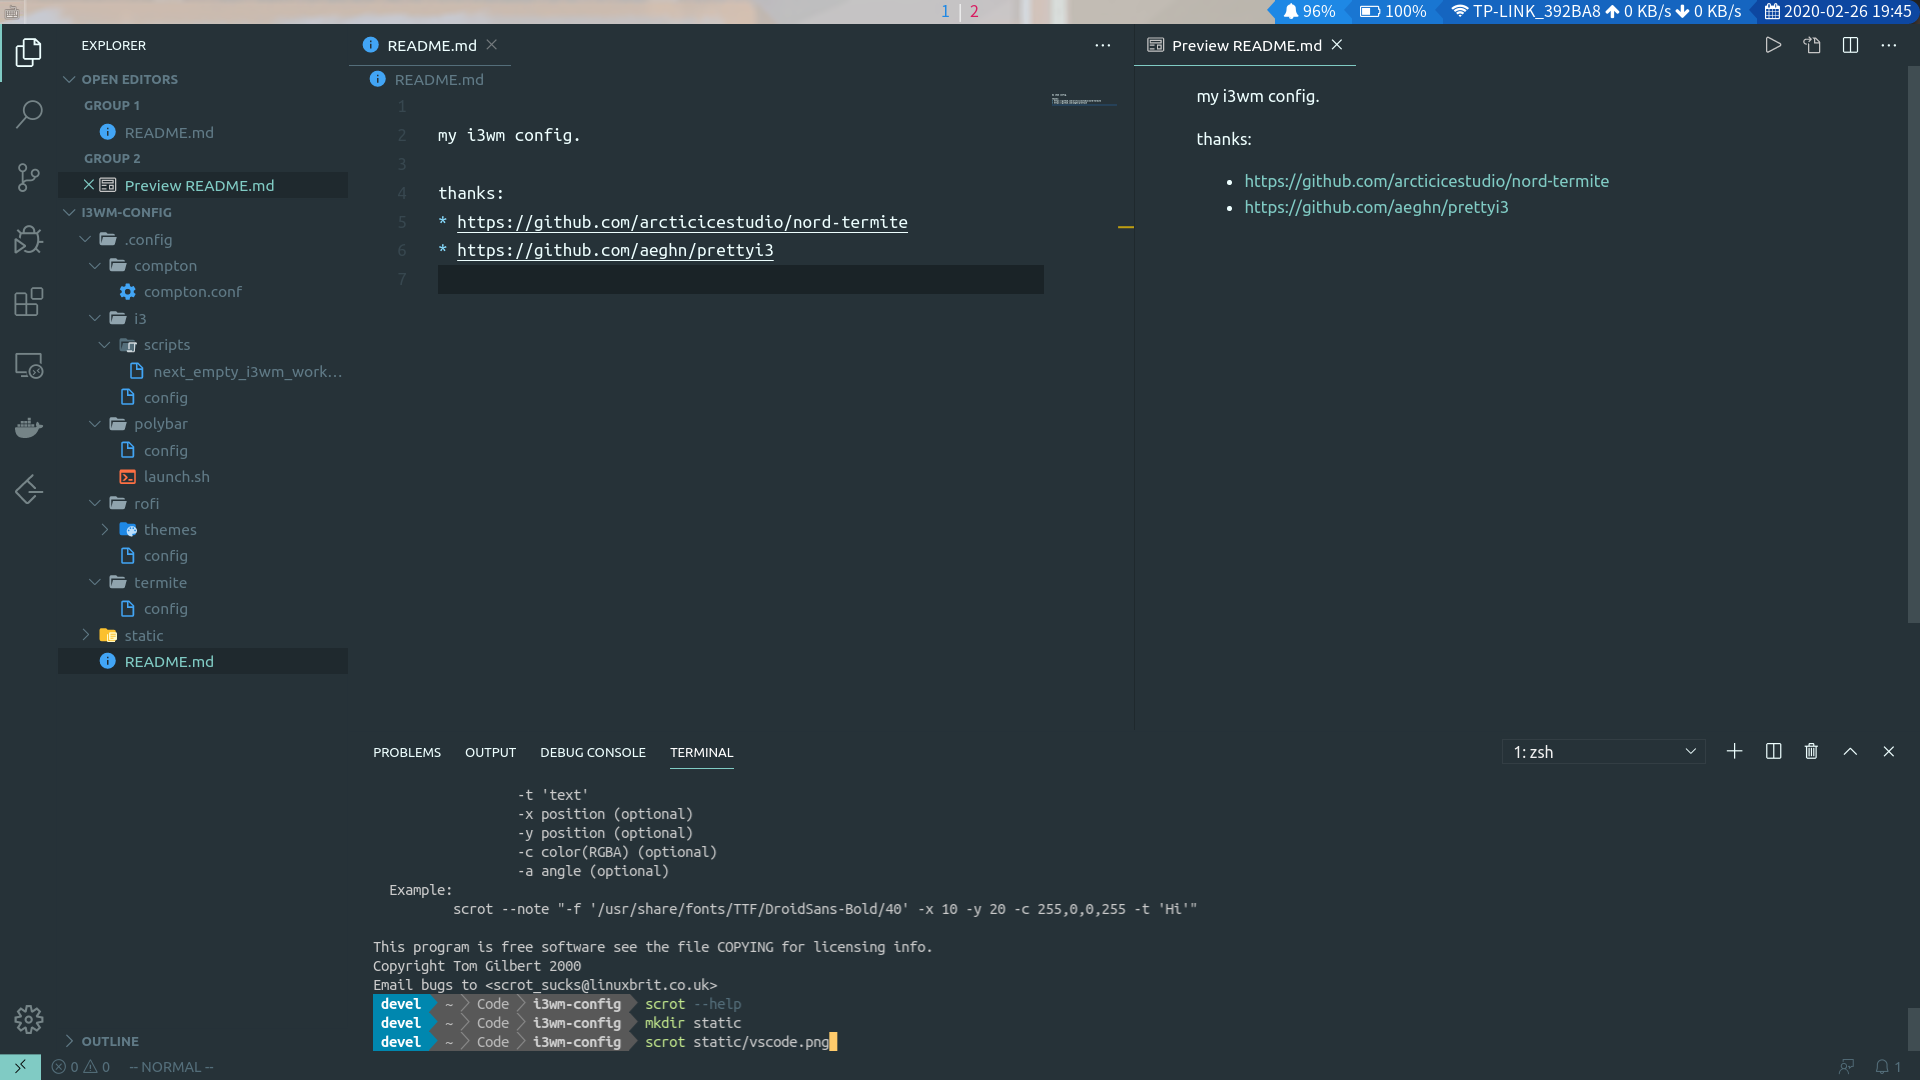 1 | 2
96% 100% TP-LINK_392BA8 0 KB/s 0 KB/s 2020-02-26 19:45
EXPLORER
OPEN EDITORS
GROUP 1
README.md
GROUP 2
Preview README.md
I3WM-CONFIG
.config
compton
compton.conf
i3
scripts
next_empty_i3wm_work...
config
polybar
config
launch.sh
rofi
themes
config
termite
config
static
README.md
OUTLINE
README.md
README.md
1
2 my i3wm config.
3
4 thanks:
5 * https://github.com/arcticicestudio/nord-termite
6 * https://github.com/aeghn/prettyi3
7
Preview README.md
my i3wm config.
thanks:
• https://github.com/arcticicestudio/nord-termite
• https://github.com/aeghn/prettyi3
PROBLEMS OUTPUT DEBUG CONSOLE TERMINAL
1: zsh
-t 'text'
-x position (optional)
-y position (optional)
-c color(RGBA) (optional)
-a angle (optional)
Example:
scrot --note "-f '/usr/share/fonts/TTF/DroidSans-Bold/40' -x 10 -y 20 -c 255,0,0,255 -t 'Hi'"
This program is free software see the file COPYING for licensing info.
Copyright Tom Gilbert 2000
Email bugs to <scrot_sucks@linuxbrit.co.uk>
devel ~ Code i3wm-config scrot --help
devel ~ Code i3wm-config mkdir static
devel ~ Code i3wm-config scrot static/vscode.png
0 0 -- NORMAL --
1